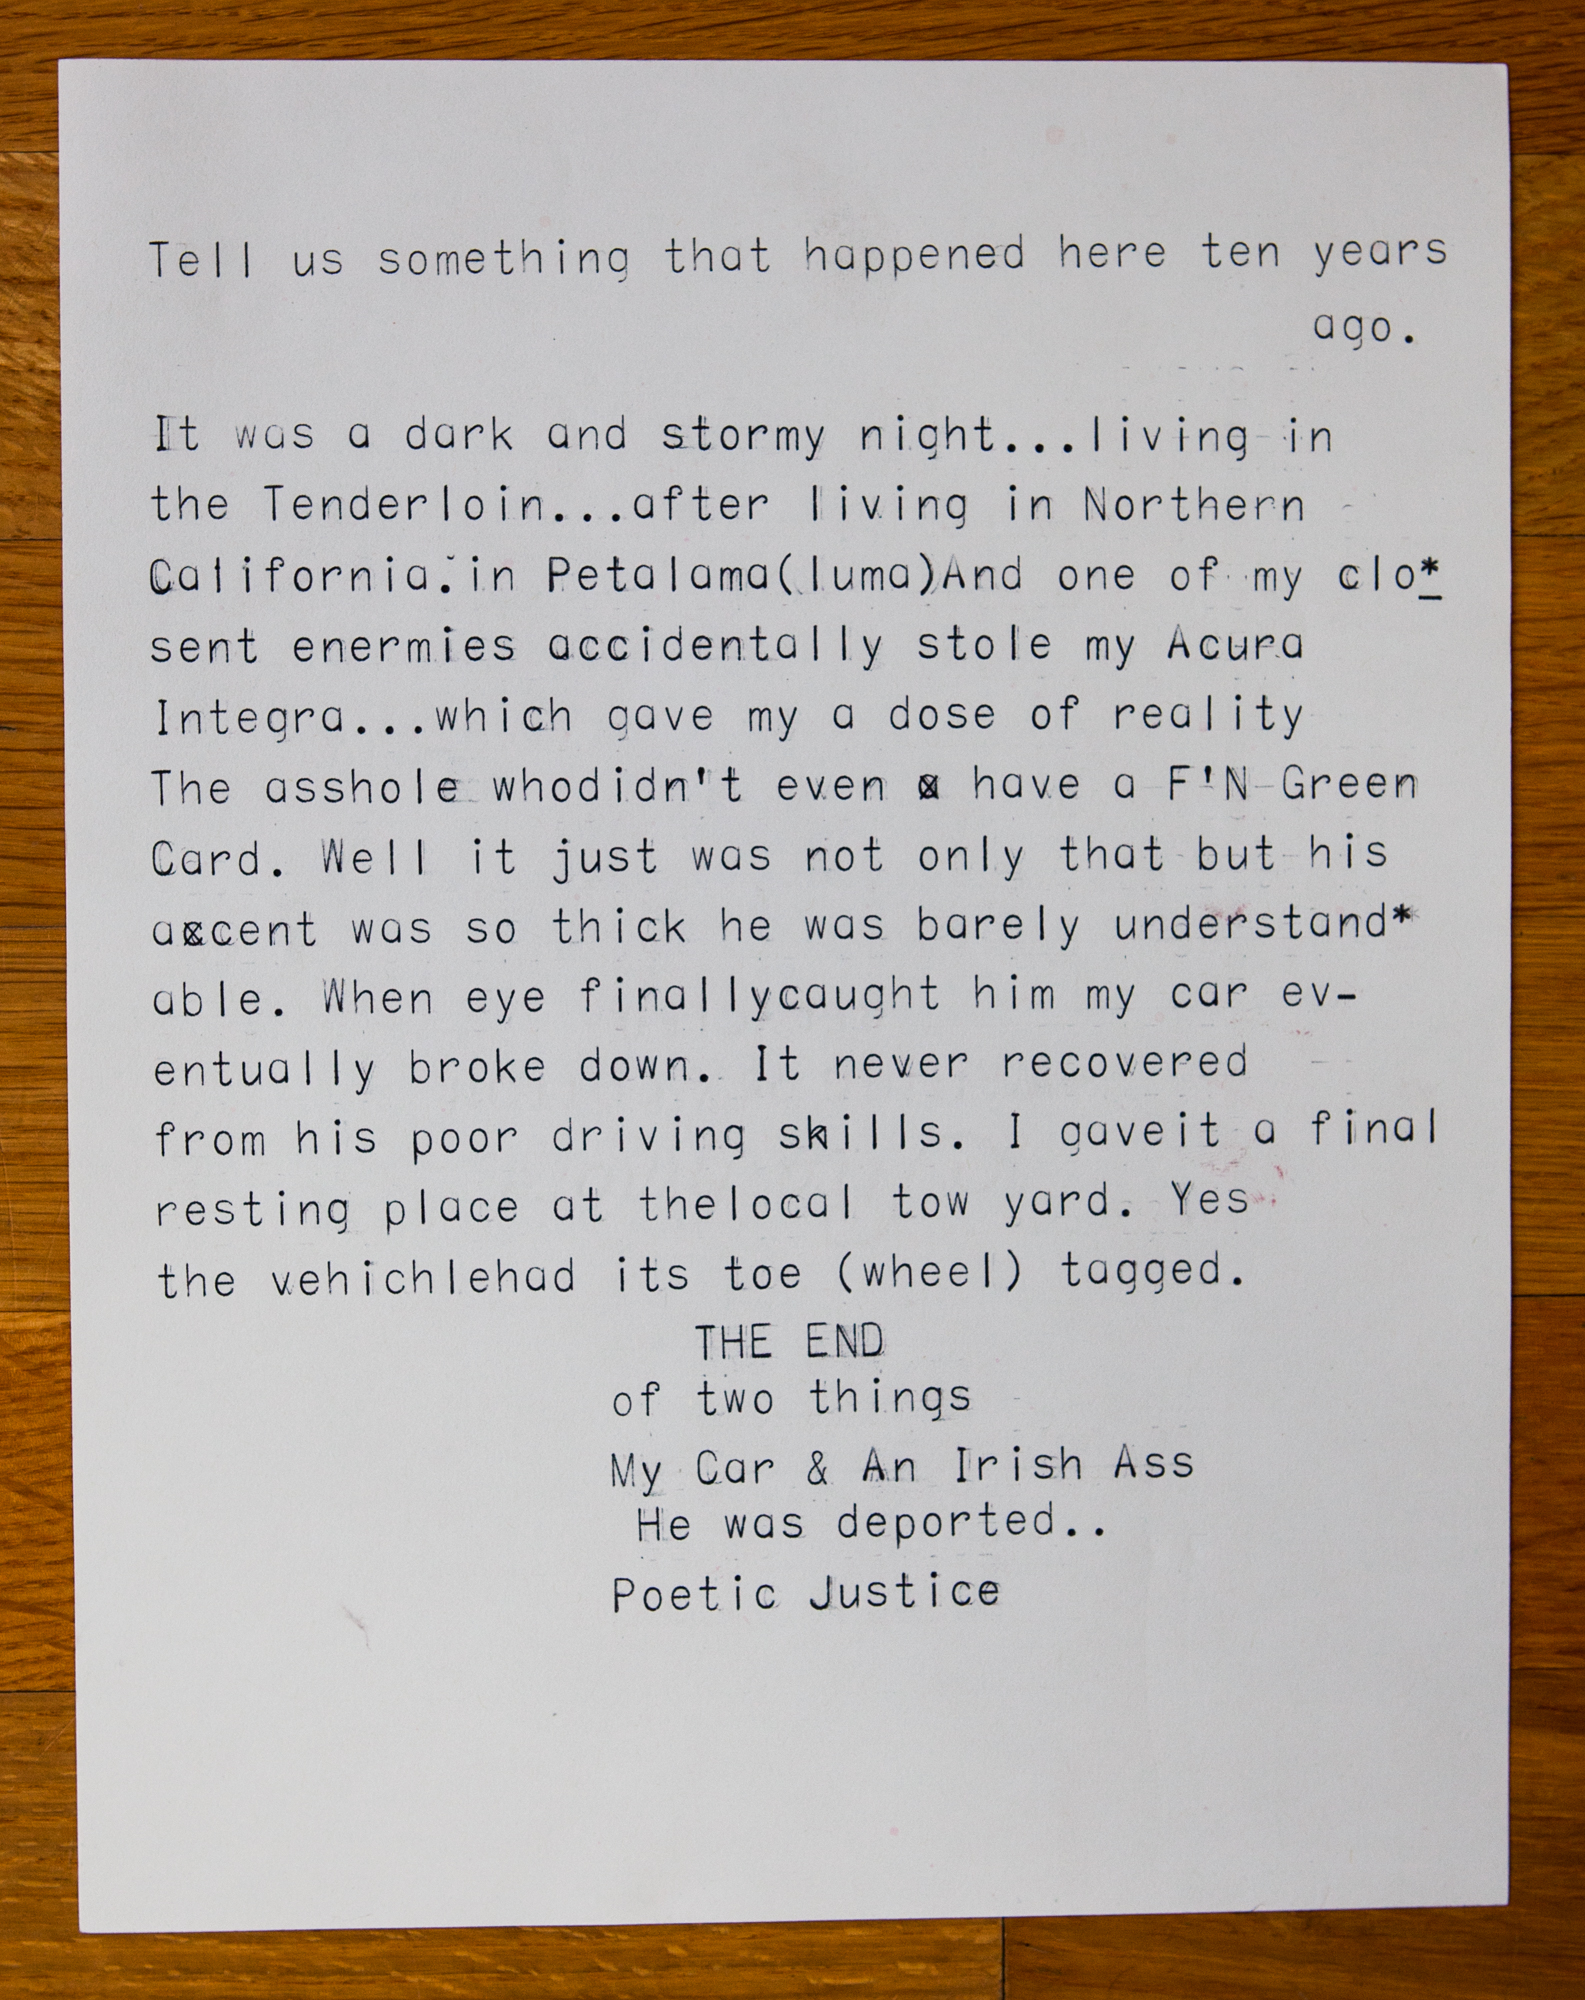 Tell us something that happened here ten years
ago.
It was a dark and stormy night...living in
the Tenderloin...after living in Northern
California. in Petalama(luma)And one of my clo*
sent enermies accidentally stole my Acura
Integra...which gave my a dose of reality
The asshole whodidn't even x have a F'N Green
Card. Well it just was not only that but his
axcent was so thick he was barely understand*
able. When eye finallycaught him my car ev-
entually broke down. It never recovered
from his poor driving skills. I gaveit a final
resting place at thelocal tow yard. Yes
the vehichlehad its toe (wheel) tagged.
THE END
of two things
My Car & An Irish Ass
He was deported..
Poetic Justice